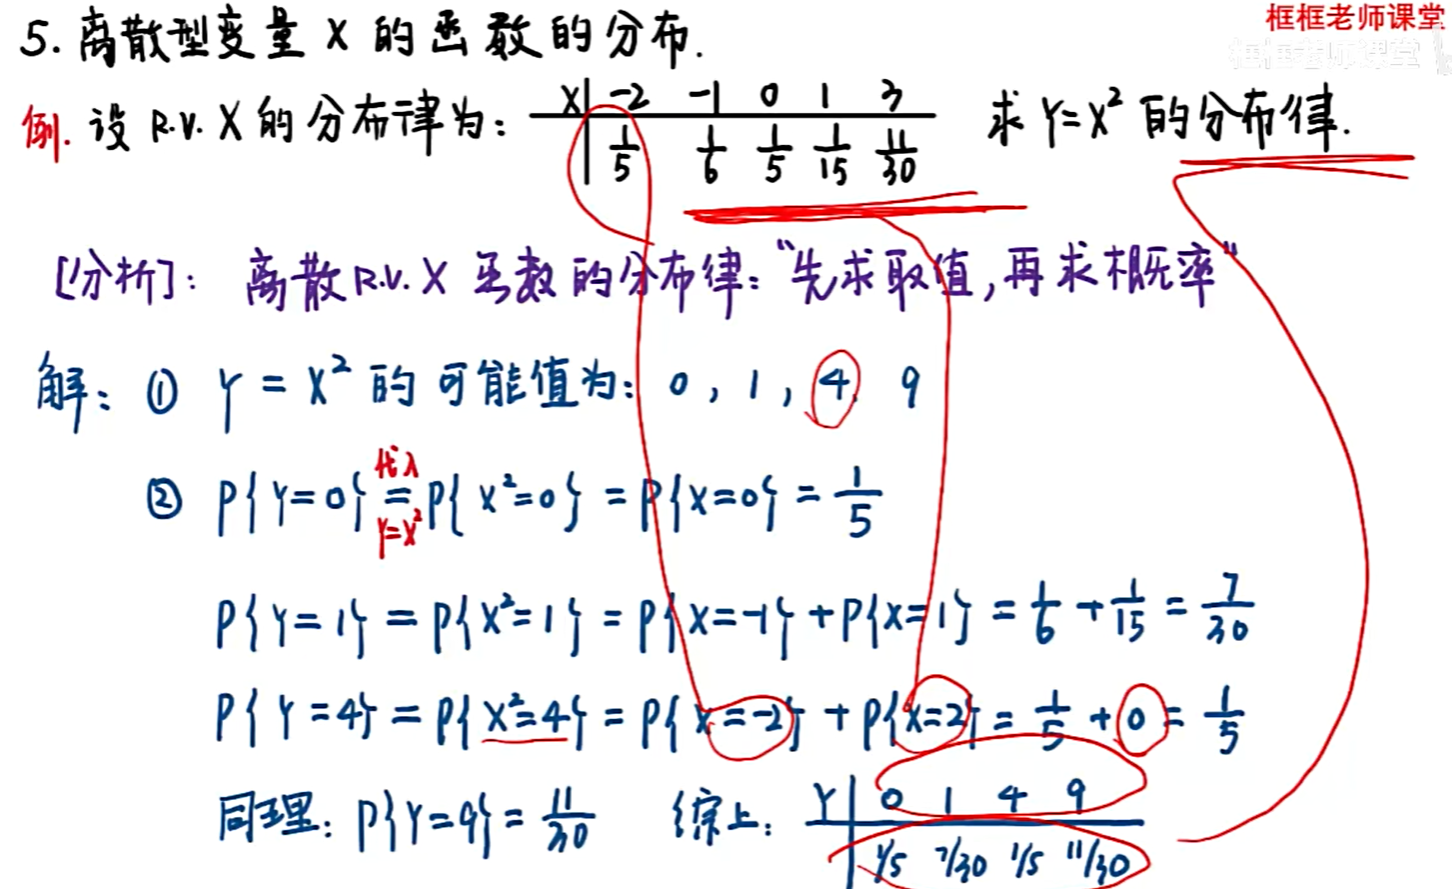 框框老师课堂
框框老师课堂
5. 离散型变量 X 的函数的分布.
例. 设 R.V. X 的分布律为: X -2 -1 0 1 3 求 Y=X² 的分布律.
1/5 1/6 1/5 1/15 11/30
[分析]: 离散 R.V. X 函数的分布律: “先求取值, 再求概率”
解: ① Y = X² 的可能值为: 0, 1, 4, 9
代入
② P{Y=0} = P{X²=0} = P{X=0} = 1/5
Y=X²
P{Y=1} = P{X²=1} = P{X=-1} + P{X=1} = 1/6 + 1/15 = 7/30
P{Y=4} = P{X²=4} = P{X=-2} + P{X=2} = 1/5 + 0 = 1/5
同理: P{Y=9} = 11/30 综上: Y 0 1 4 9
1/5 7/30 1/5 11/30